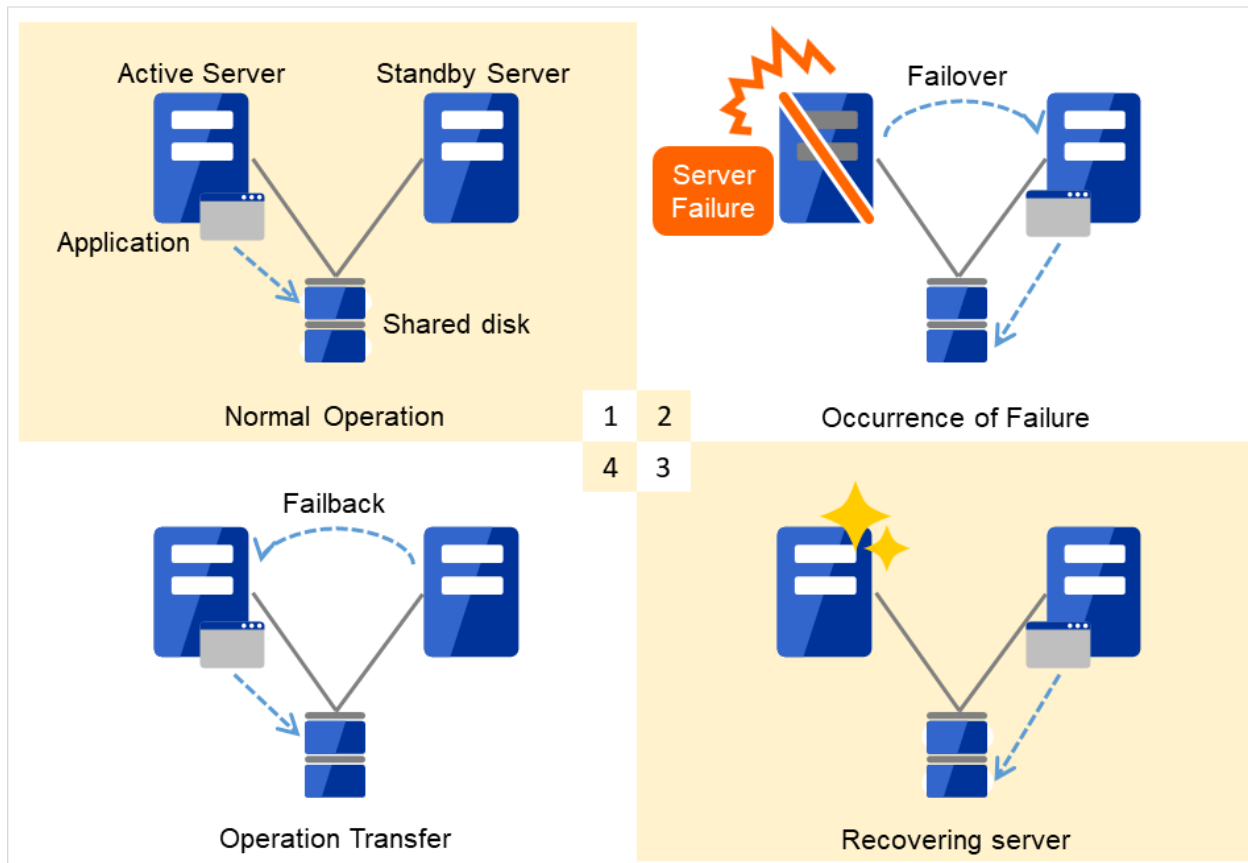 Active Server
Standby Server
Application
Shared disk
Normal Operation
1
Failover
Server
Failure
2
Occurrence of Failure
3
Recovering server
4
Failback
Operation Transfer